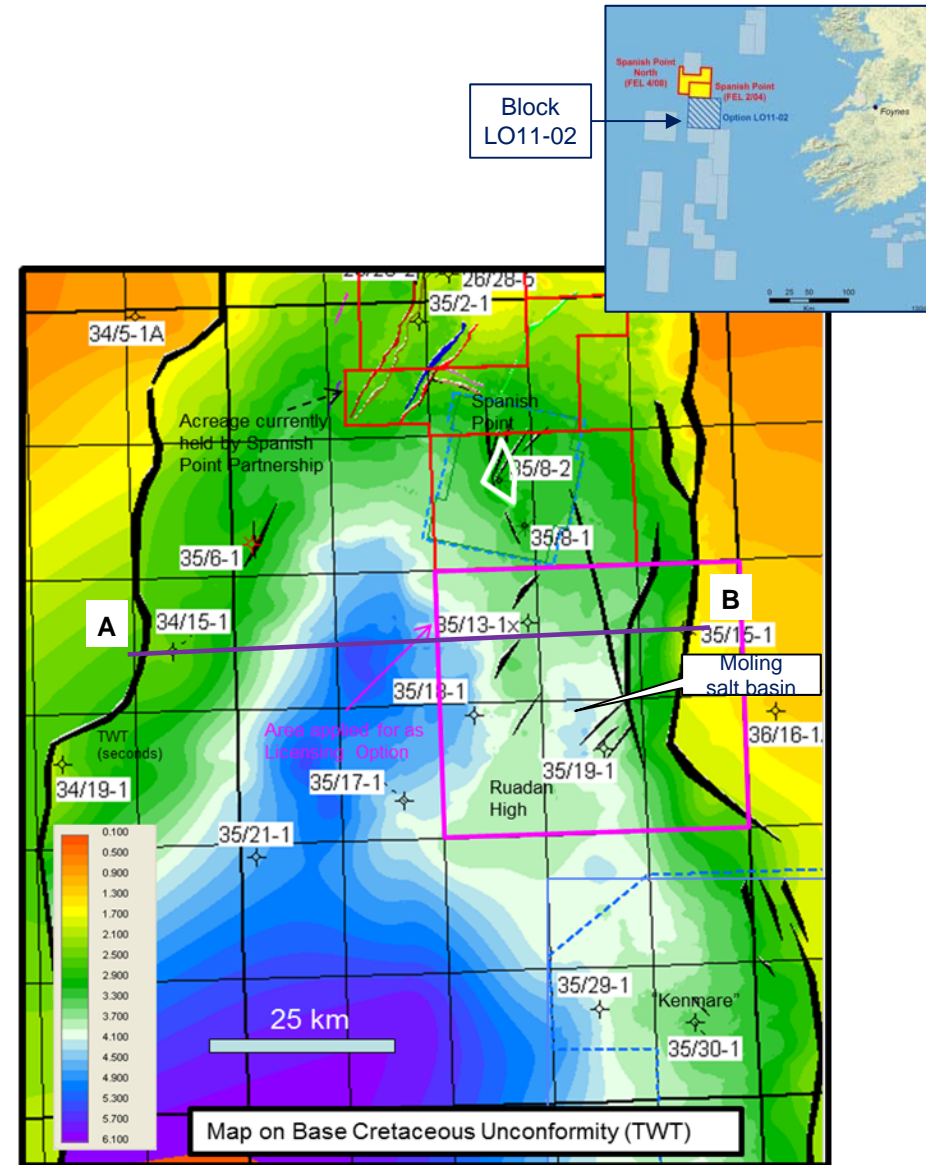 Spanish Point
North
(FEL 4/08)
Spanish Point
(FEL 2/04)
Option LO11-02
Foynes
0 25 50 100
Km
Block
LO11-02
26/28-5
35/2-1
34/5-1A
Spanish
Point
Acreage currently
held by Spanish
Point Partnership
35/8-2
35/8-1
35/6-1
A
B
34/15-1
35/13-1x
35/15-1
Moling
salt basin
35/18-1
36/16-1
Area applied for as
Licensing Option
TWT
(seconds)
34/19-1
35/17-1
35/19-1
Ruadan
High
35/21-1
0.100
0.500
0.900
1.300
1.700
2.100
2.500
2.900
3.300
3.700
4.100
4.500
4.900
5.300
5.700
6.100
25 km
35/29-1
"Kenmare"
35/30-1
Map on Base Cretaceous Unconformity (TWT)